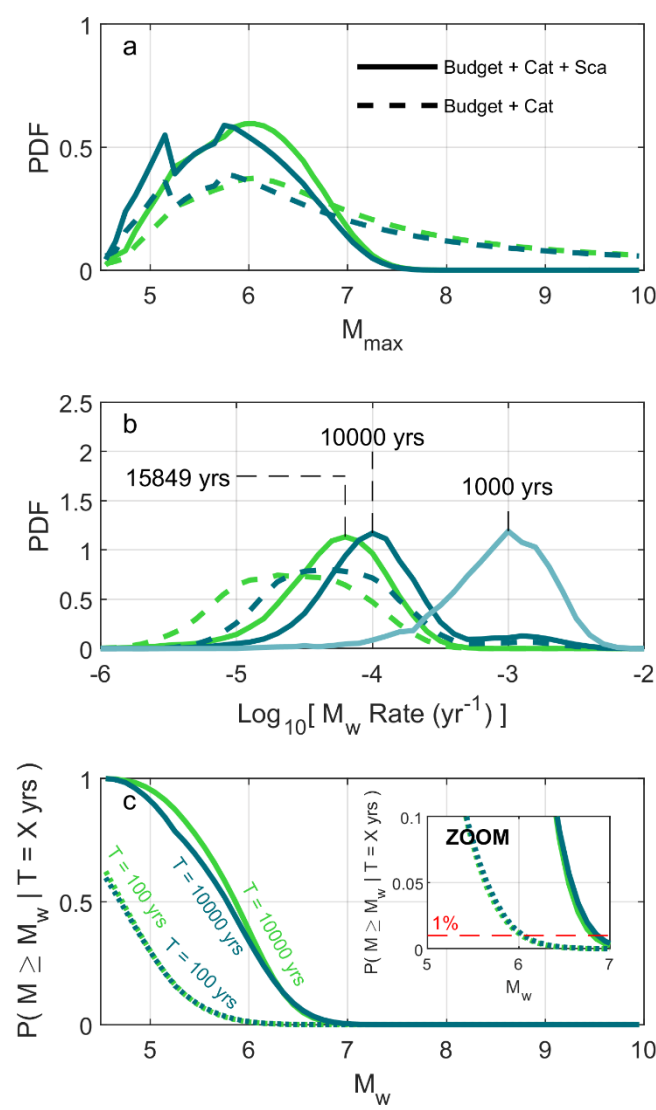 1
a
Budget + Cat + Sca
Budget + Cat
PDF
0.5
0
5
6
7
8
9
10
M_max
2.5
b
10000 yrs
2
15849 yrs
1000 yrs
1.5
PDF
1
0.5
0
-6
-5
-4
-3
-2
Log_10[ M_w Rate (yr^-1) ]
1
c
P( M ≥ M_w | T = X yrs )
0.5
0
T = 100 yrs
T = 100 yrs
T = 10000 yrs
T = 10000 yrs
0.1
ZOOM
P( M ≥ M_w | T = X yrs )
0.05
1%
0
5
6
7
M_w
5
6
7
8
9
10
M_w